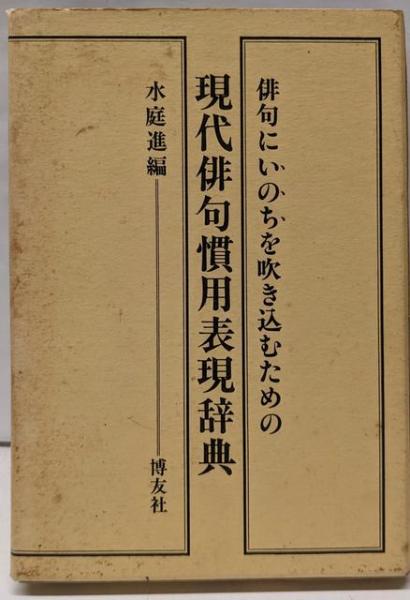 俳句にいのちを吹き込むための
現代俳句慣用表現辞典
水庭進編
博友社